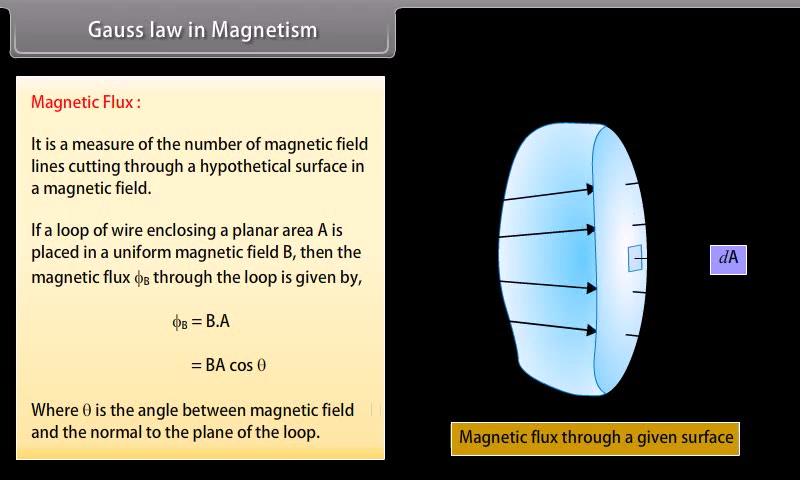 Gauss law in Magnetism
Magnetic Flux :
It is a measure of the number of magnetic field
lines cutting through a hypothetical surface in
a magnetic field.
If a loop of wire enclosing a planar area A is
placed in a uniform magnetic field B, then the
magnetic flux ϕB through the loop is given by,
ϕB = B.A
= BA cos θ
Where θ is the angle between magnetic field
and the normal to the plane of the loop.
dA
Magnetic flux through a given surface